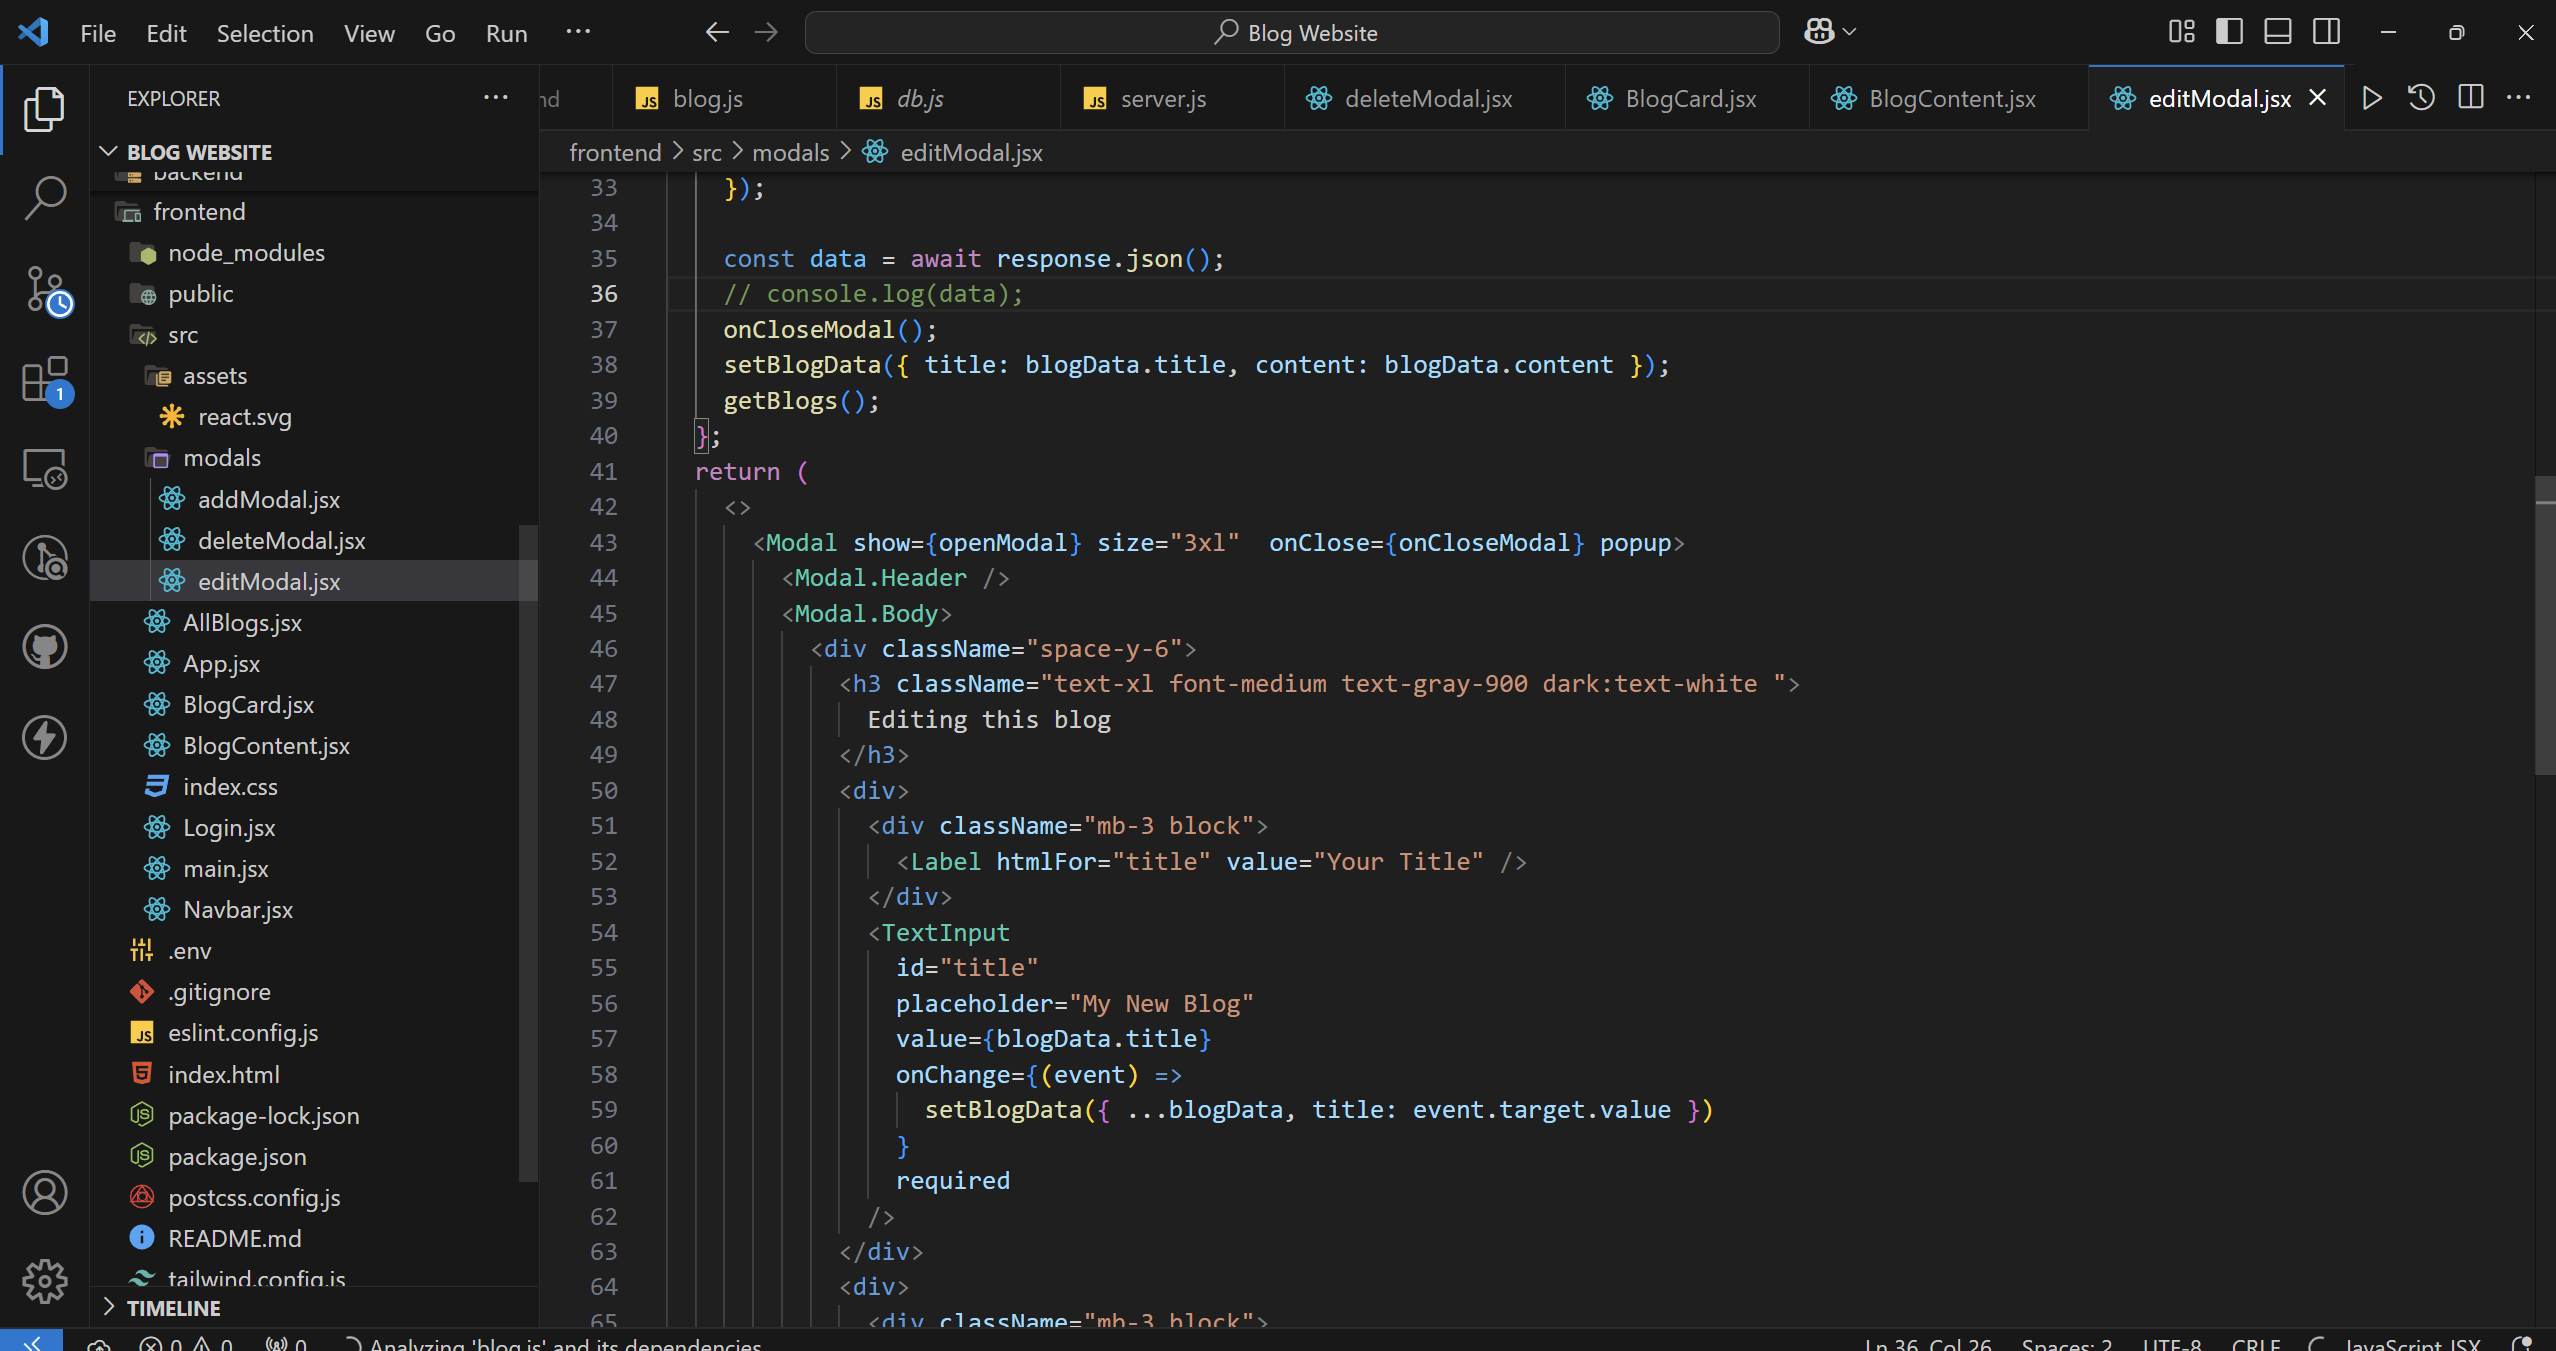 File Edit Selection View Go Run ··· Blog Website
EXPLORER
blog.js db.js server.js deleteModal.jsx BlogCard.jsx BlogContent.jsx editModal.jsx
BLOG WEBSITE
backend
frontend
node_modules
public
src
assets
react.svg
modals
addModal.jsx
deleteModal.jsx
editModal.jsx
AllBlogs.jsx
App.jsx
BlogCard.jsx
BlogContent.jsx
index.css
Login.jsx
main.jsx
Navbar.jsx
.env
.gitignore
eslint.config.js
index.html
package-lock.json
package.json
postcss.config.js
README.md
tailwind.config.js
TIMELINE
1
frontend > src > modals > editModal.jsx
33 });
34
35 const data = await response.json();
36 // console.log(data);
37 onCloseModal();
38 setBlogData({ title: blogData.title, content: blogData.content });
39 getBlogs();
40 };
41 return (
42 <>
43 <Modal show={openModal} size="3xl"  onClose={onCloseModal} popup>
44 <Modal.Header />
45 <Modal.Body>
46 <div className="space-y-6">
47 <h3 className="text-xl font-medium text-gray-900 dark:text-white ">
48 Editing this blog
49 </h3>
50 <div>
51 <div className="mb-3 block">
52 <Label htmlFor="title" value="Your Title" />
53 </div>
54 <TextInput
55 id="title"
56 placeholder="My New Blog"
57 value={blogData.title}
58 onChange={(event) =>
59 setBlogData({ ...blogData, title: event.target.value })
60 }
61 required
62 />
63 </div>
64 <div>
65 <div className="mb-3 block">
0 0 0 Analyzing 'blog.js' and its dependencies Ln 36, Col 26 Spaces: 2 UTF-8 CRLF JavaScript JSX